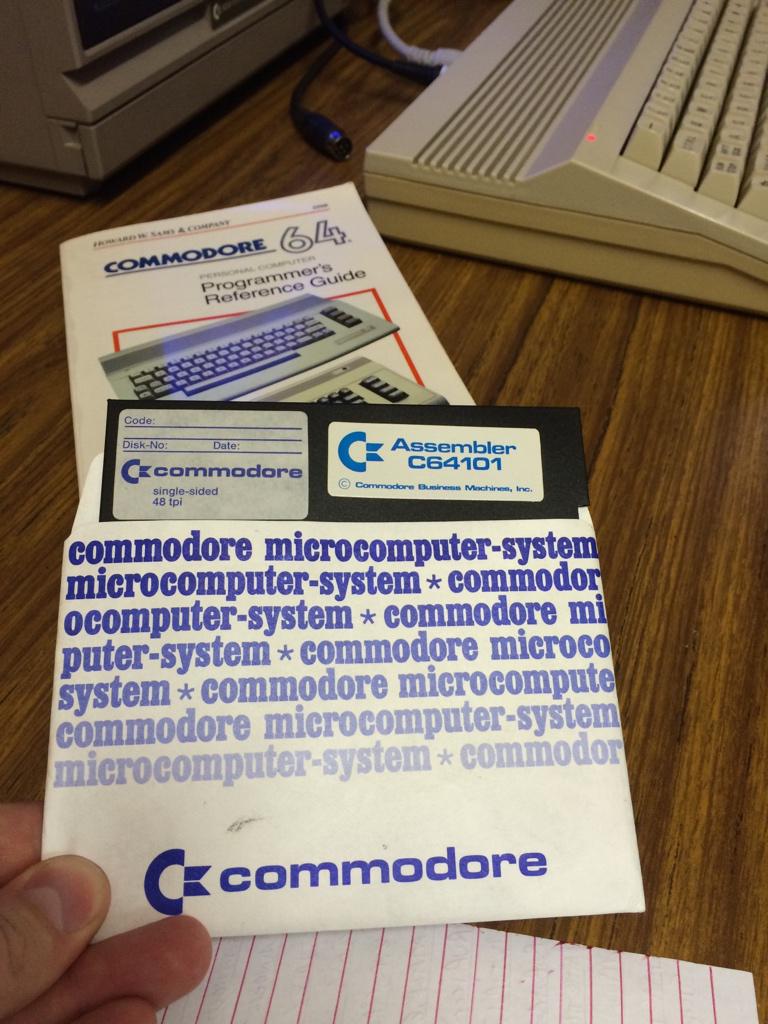 HOWARD W. SAMS & COMPANY
COMMODORE 64
PERSONAL COMPUTER
Programmer's
Reference Guide
Code:
Disk-No: Date:
commodore
single-sided
48 tpi
Assembler
C64101
© Commodore Business Machines, Inc.
commodore microcomputer-system
microcomputer-system * commodor
ocomputer-system * commodore mi
puter-system * commodore microco
system * commodore microcompute
commodore microcomputer-system
microcomputer-system * commodor
commodore